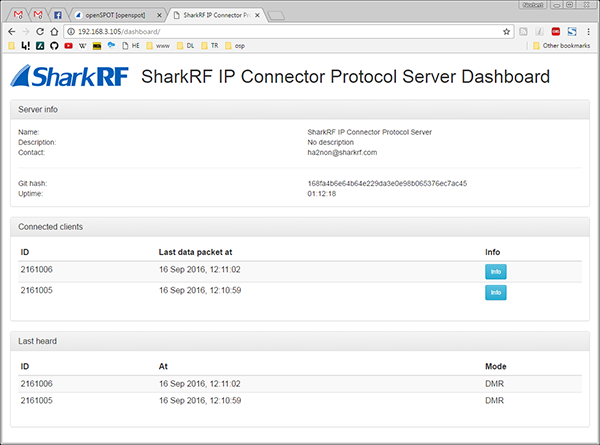 Norbert
openSPOT [openspot]
SharkRF IP Connector Pro
192.168.3.105/dashboard/
HE www DL TR osp Other bookmarks
SharkRF SharkRF IP Connector Protocol Server Dashboard
Server info
Name: SharkRF IP Connector Protocol Server
Description: No description
Contact: ha2non@sharkrf.com
Git hash: 168fa4b6e64b64e229da3e0e98b065376ec7ac45
Uptime: 01:12:18
Connected clients
ID Last data packet at Info
2161006 16 Sep 2016, 12:11:02 Info
2161005 16 Sep 2016, 12:10:59 Info
Last heard
ID At Mode
2161006 16 Sep 2016, 12:11:02 DMR
2161005 16 Sep 2016, 12:10:59 DMR